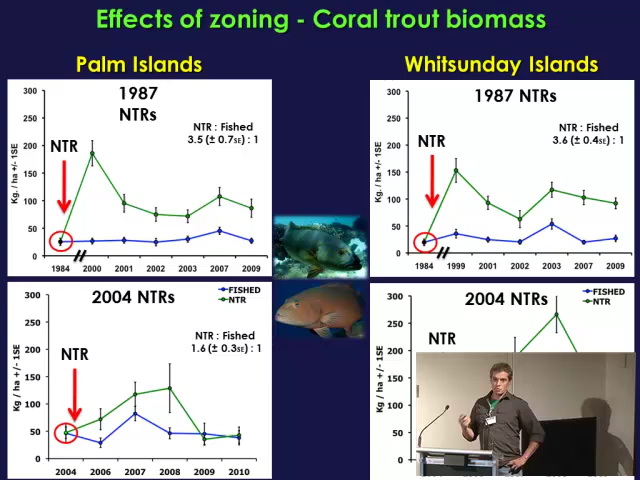 Effects of zoning - Coral trout biomass
Palm Islands
Whitsunday Islands
1987
NTRs
NTR : Fished
3.5 (± 0.7SE) : 1
NTR
Kg. / ha +/- 1SE
300
250
200
150
100
50
0
1984 2000 2001 2002 2003 2007 2009
1987 NTRs
NTR : Fished
3.6 (± 0.4SE) : 1
NTR
Kg. / ha +/- 1SE
300
250
200
150
100
50
0
1984 1999 2001 2002 2003 2007 2009
2004 NTRs
FISHED
NTR
NTR : Fished
1.6 (± 0.3SE) : 1
NTR
Kg / ha +/- 1SE
300
250
200
150
100
50
0
2004 2006 2007 2008 2009 2010
2004 NTRs
FISHED
NTR
NTR
Kg / ha +/- 1SE
300
250
200
150
100
50
0